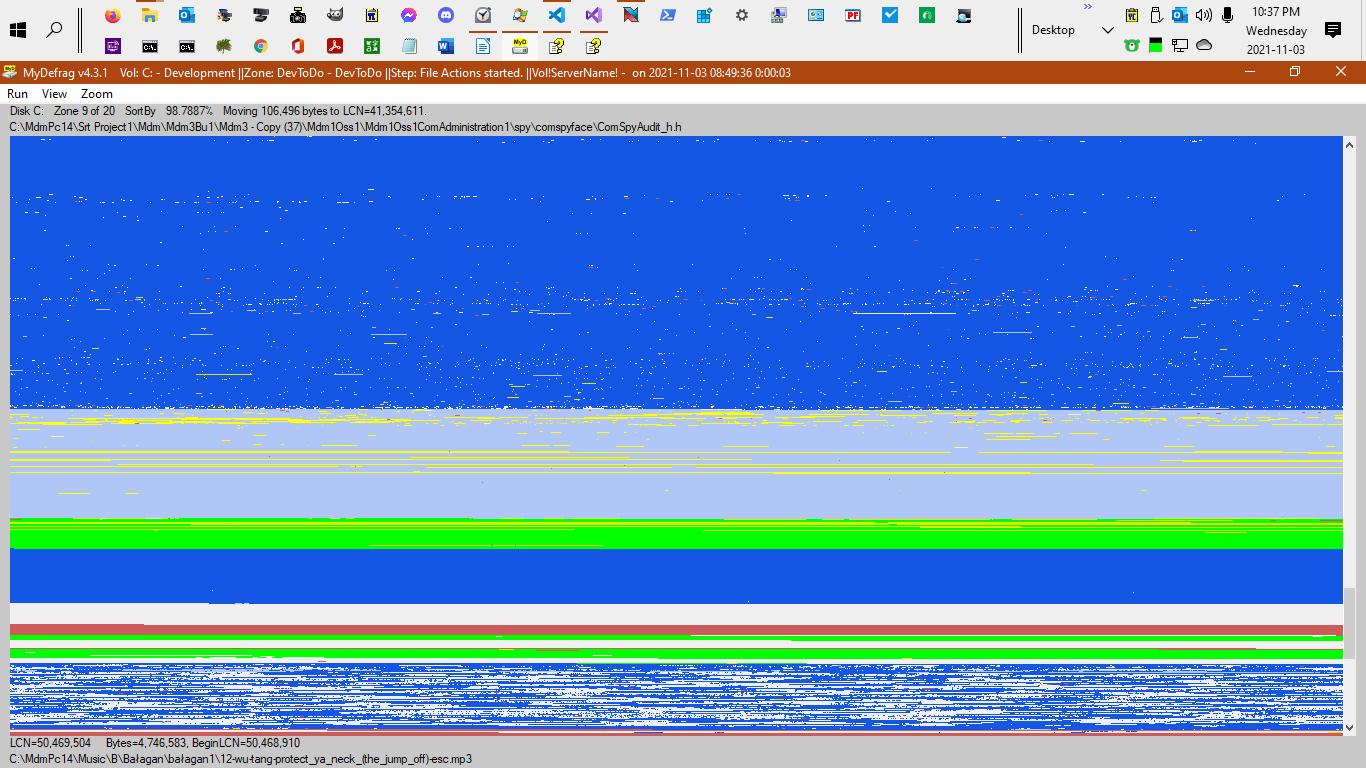 10:37 PM
Desktop
Wednesday
2021-11-03
MyDefrag v4.3.1 Vol: C: - Development ||Zone: DevToDo - DevToDo ||Step: File Actions started. ||Vol!ServerName! - on 2021-11-03 08:49:36 0:00:03
Run View Zoom
Disk C: Zone 9 of 20 SortBy 98.7887% Moving 106,496 bytes to LCN=41,354,611.
C:\MdmPc14\Srt Project1\Mdm\Mdm3Bu1\Mdm3 - Copy (37)\Mdm1Oss1\Mdm1Oss1ComAdministration1\spy\comspyface\ComSpyAudit_h.h
LCN=50,469,504 Bytes=4,746,583, BeginLCN=50,468,910
C:\MdmPc14\Music\B\Bałagan\bałagan1\12-wu-tang-protect_ya_neck_(the_jump_off)-esc.mp3